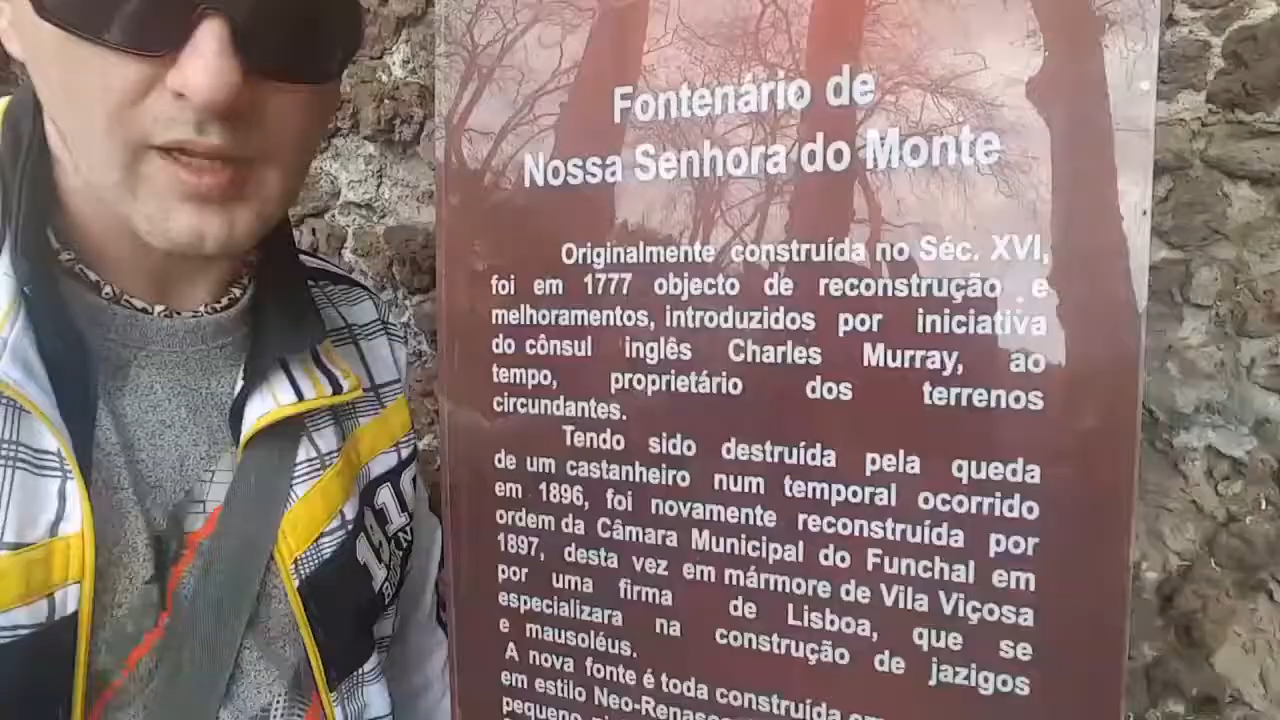 Fontenário de
Nossa Senhora do Monte
Originalmente construída no Séc. XVI,
foi em 1777 objecto de reconstrução e
melhoramentos, introduzidos por iniciativa
do cônsul inglês Charles Murray, ao
tempo, proprietário dos terrenos
circundantes.
Tendo sido destruída pela queda
de um castanheiro num temporal ocorrido
em 1896, foi novamente reconstruída por
ordem da Câmara Municipal do Funchal em
1897, desta vez em mármore de Vila Viçosa
por uma firma de Lisboa, que se
especializara na construção de jazigos
e mausoléus.
A nova fonte é toda construída em
em estilo
pequeno